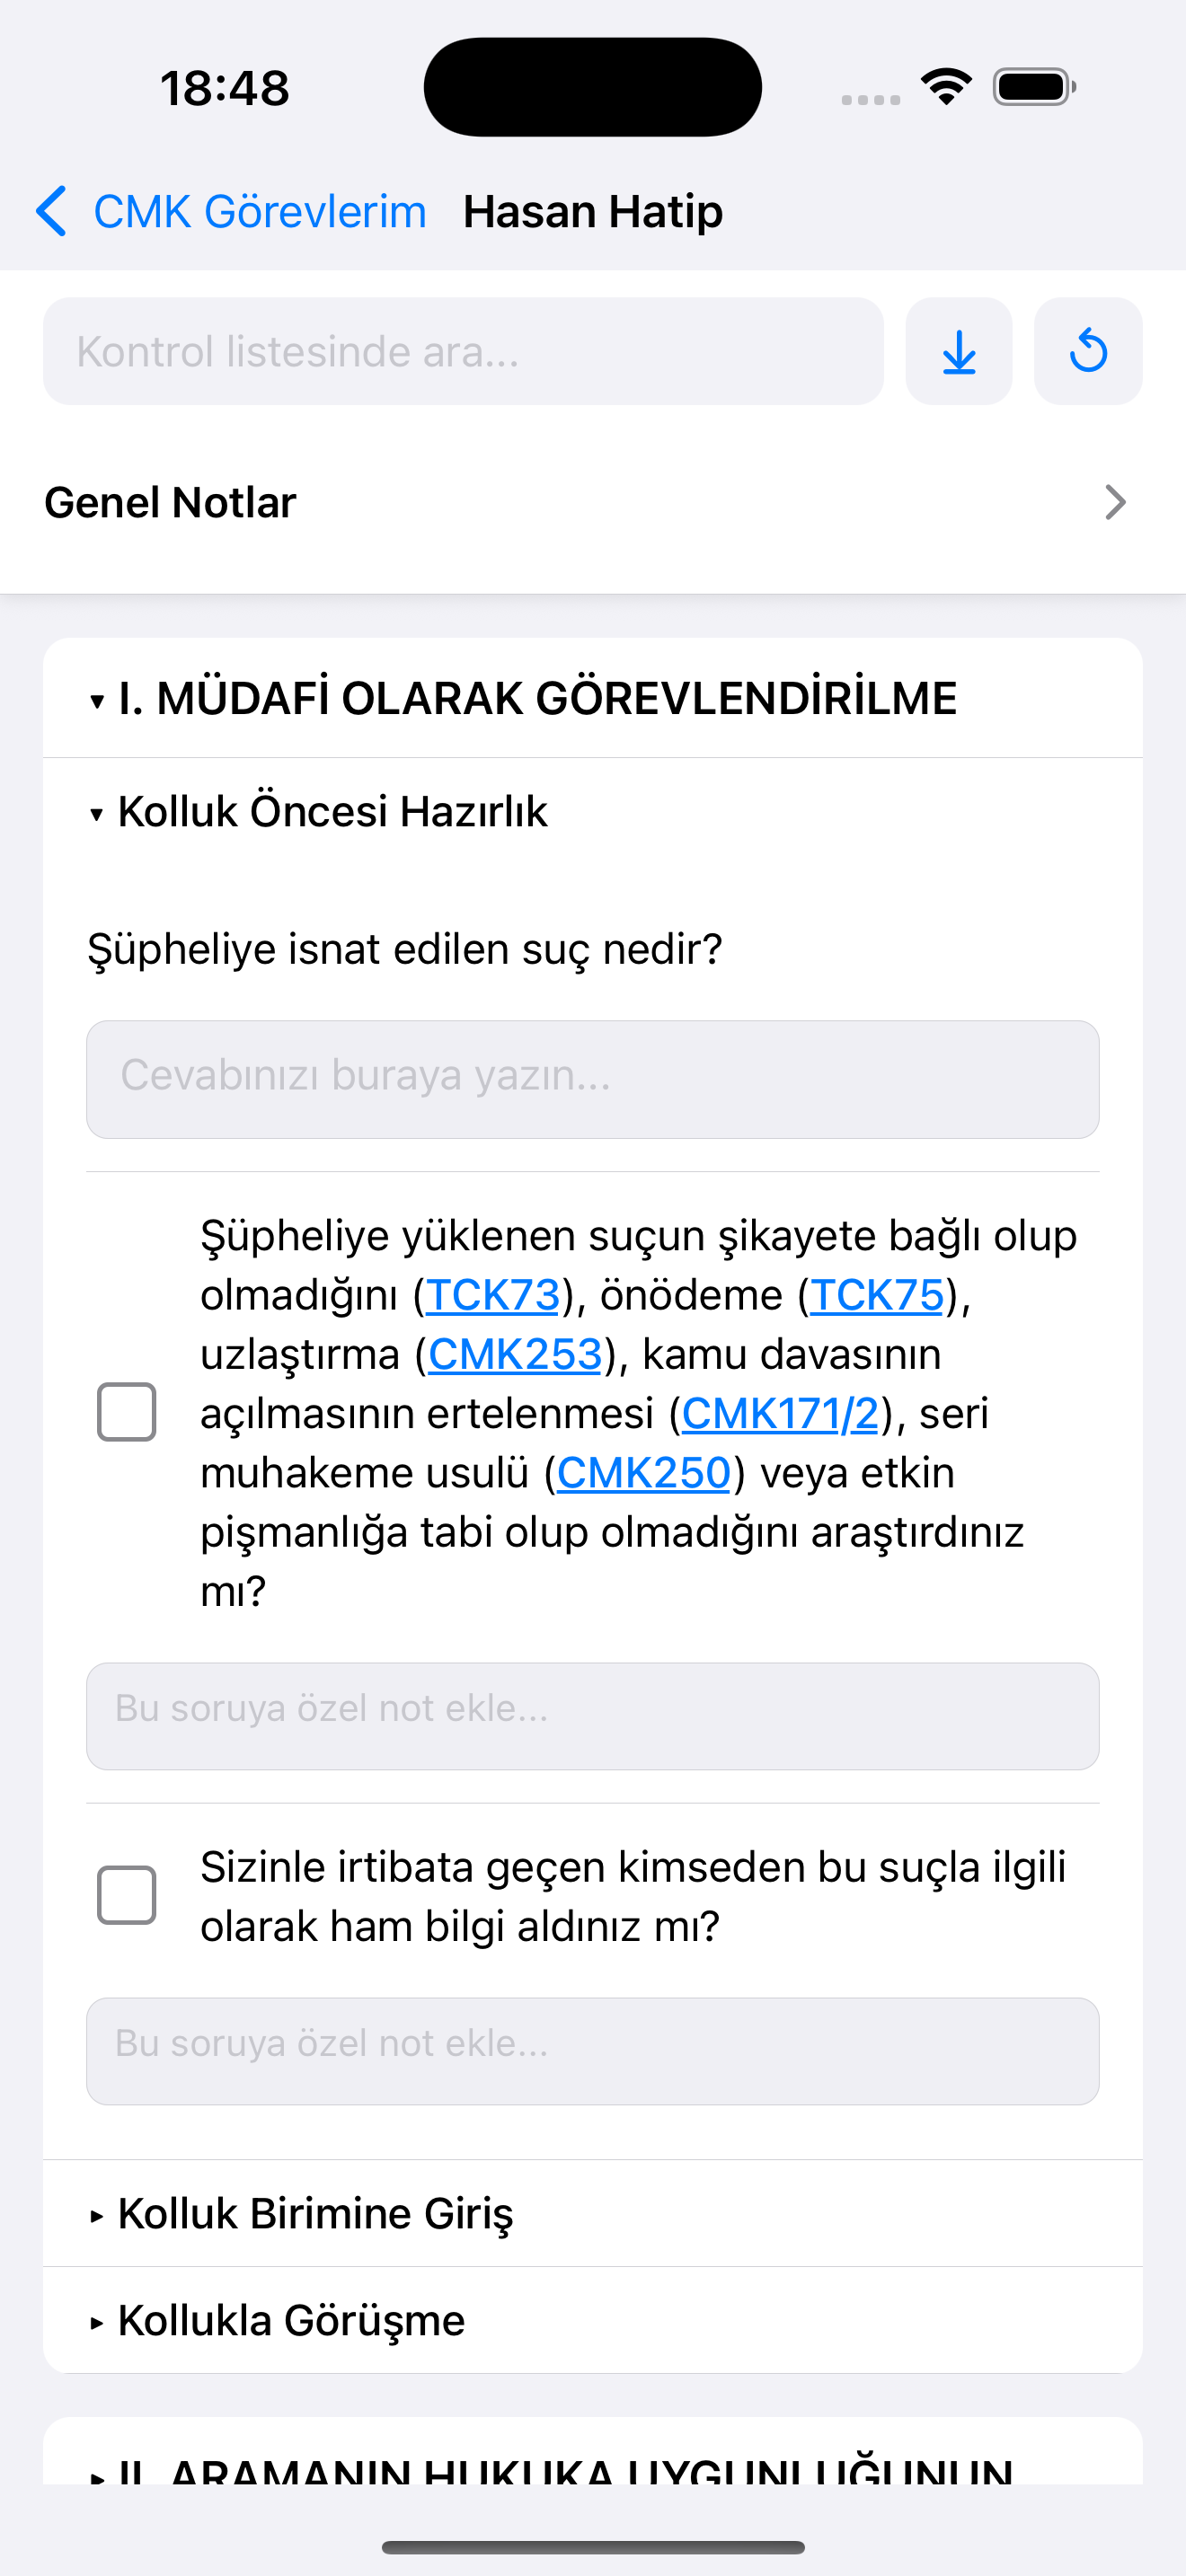 18:48
CMK Görevlerim Hasan Hatip
Kontrol listesinde ara...
Genel Notlar
I. MÜDAFİ OLARAK GÖREVLENDİRİLME
Kolluk Öncesi Hazırlık
Şüpheliye isnat edilen suç nedir?
Cevabınızı buraya yazın...
Şüpheliye yüklenen suçun şikayete bağlı olup
olmadığını (TCK73), önödeme (TCK75),
uzlaştırma (CMK253), kamu davasının
açılmasının ertelenmesi (CMK171/2), seri
muhakeme usulü (CMK250) veya etkin
pişmanlığa tabi olup olmadığını araştırdınız
mı?
Bu soruya özel not ekle...
Sizinle irtibata geçen kimseden bu suçla ilgili
olarak ham bilgi aldınız mı?
Bu soruya özel not ekle...
Kolluk Birimine Giriş
Kollukla Görüşme
II. ARAMANIN HUKUKA UYGUNLUĞUNUN